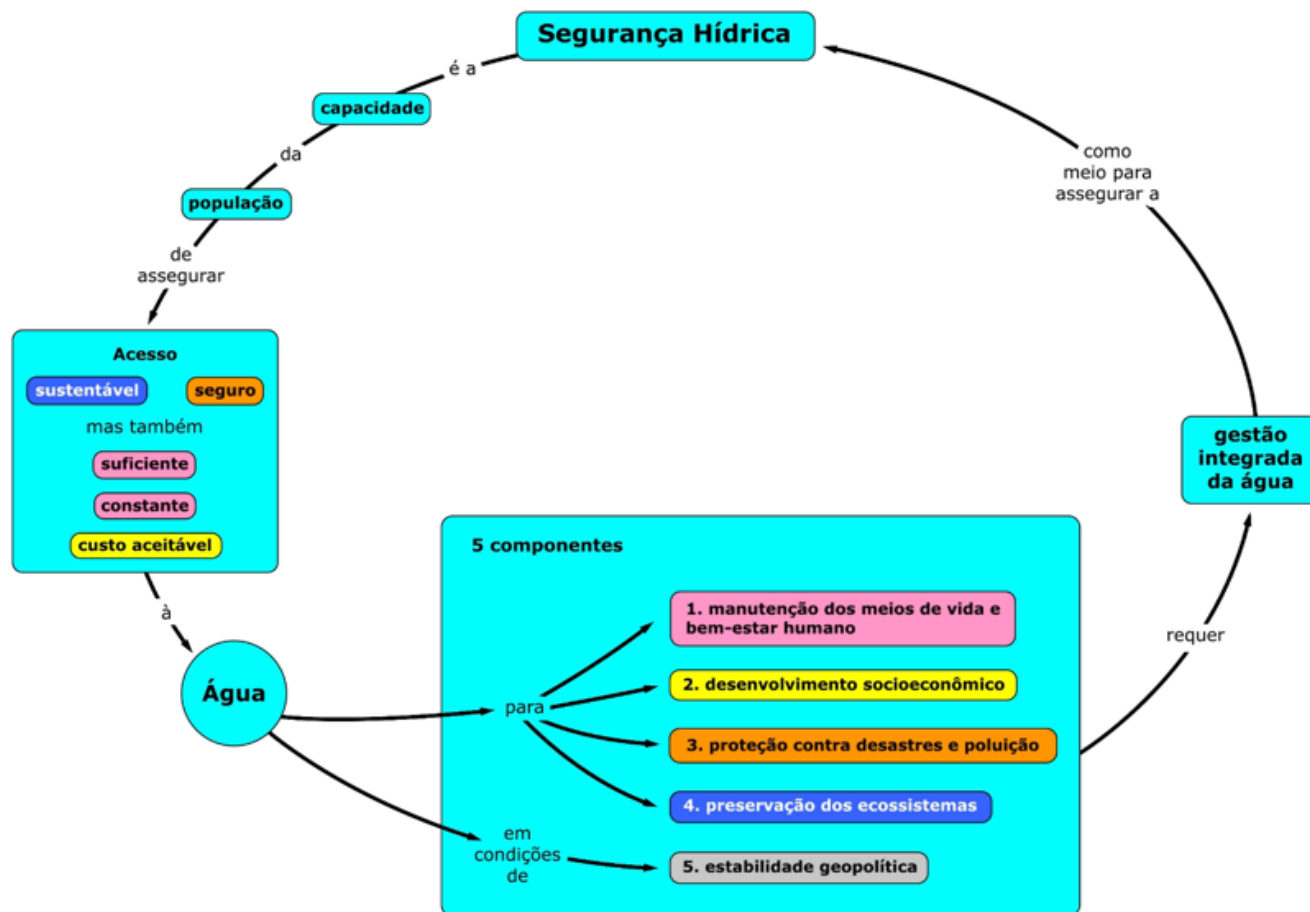 Segurança Hídrica
é a
capacidade
da
população
de
assegurar
Acesso
sustentável
seguro
mas também
suficiente
constante
custo aceitável
à
Água
5 componentes
para
1. manutenção dos meios de vida e
bem-estar humano
2. desenvolvimento socioeconômico
3. proteção contra desastres e poluição
4. preservação dos ecossistemas
em
condições
de
5. estabilidade geopolítica
requer
gestão
integrada
da água
como
meio para
assegurar a